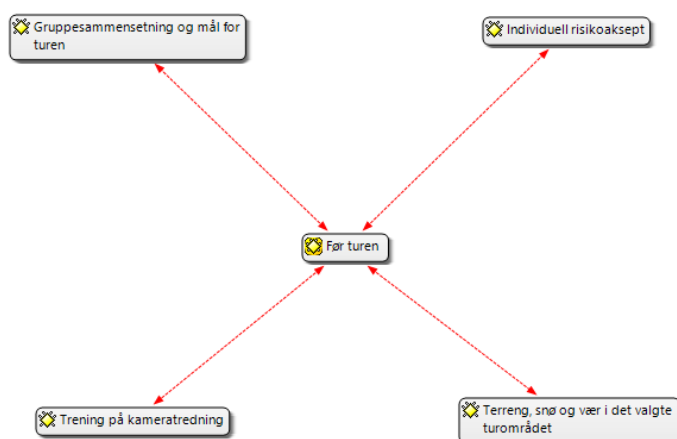 Gruppesammensetning og mål for
turen
Individuell risikoaksept
Før turen
Trening på kameratredning
Terreng, snø og vær i det valgte
turområdet